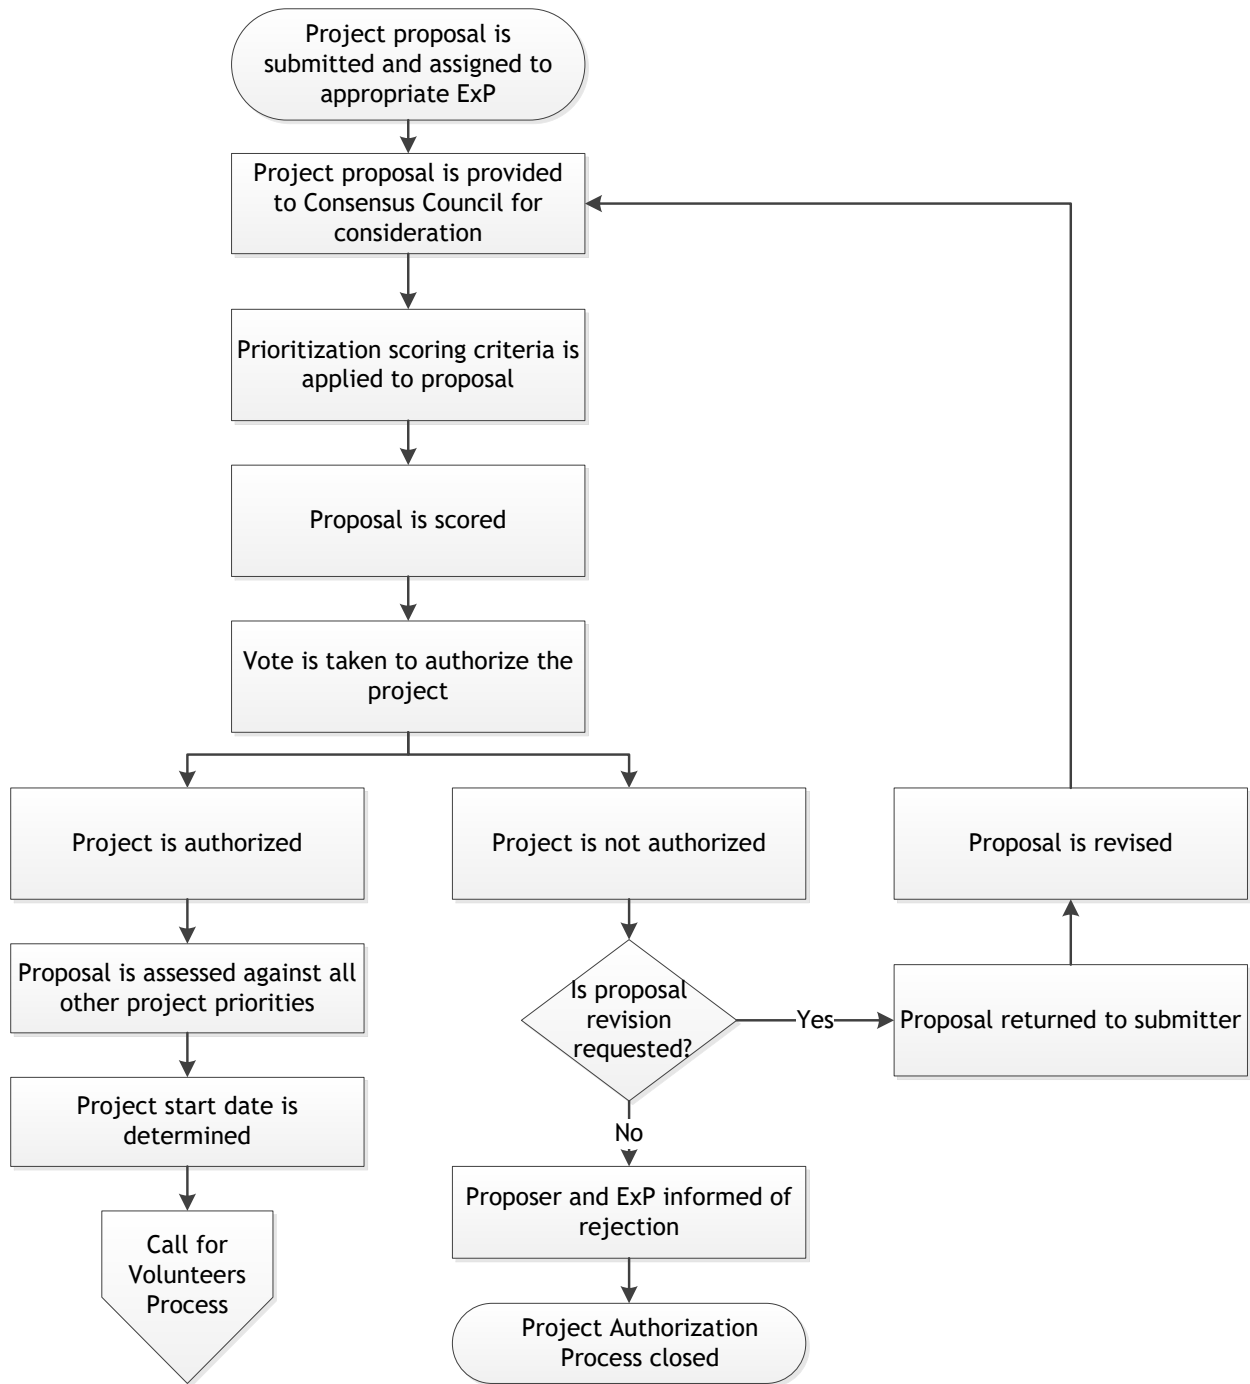 Project proposal is
submitted and assigned to
appropriate ExP
Project proposal is provided
to Consensus Council for
consideration
Prioritization scoring criteria is
applied to proposal
Proposal is scored
Vote is taken to authorize the
project
Project is authorized
Project is not authorized
Proposal is revised
Proposal is assessed against all
other project priorities
Is proposal
revision
requested?
Yes
Proposal returned to submitter
Project start date is
determined
No
Proposer and ExP informed of
rejection
Call for
Volunteers
Process
Project Authorization
Process closed